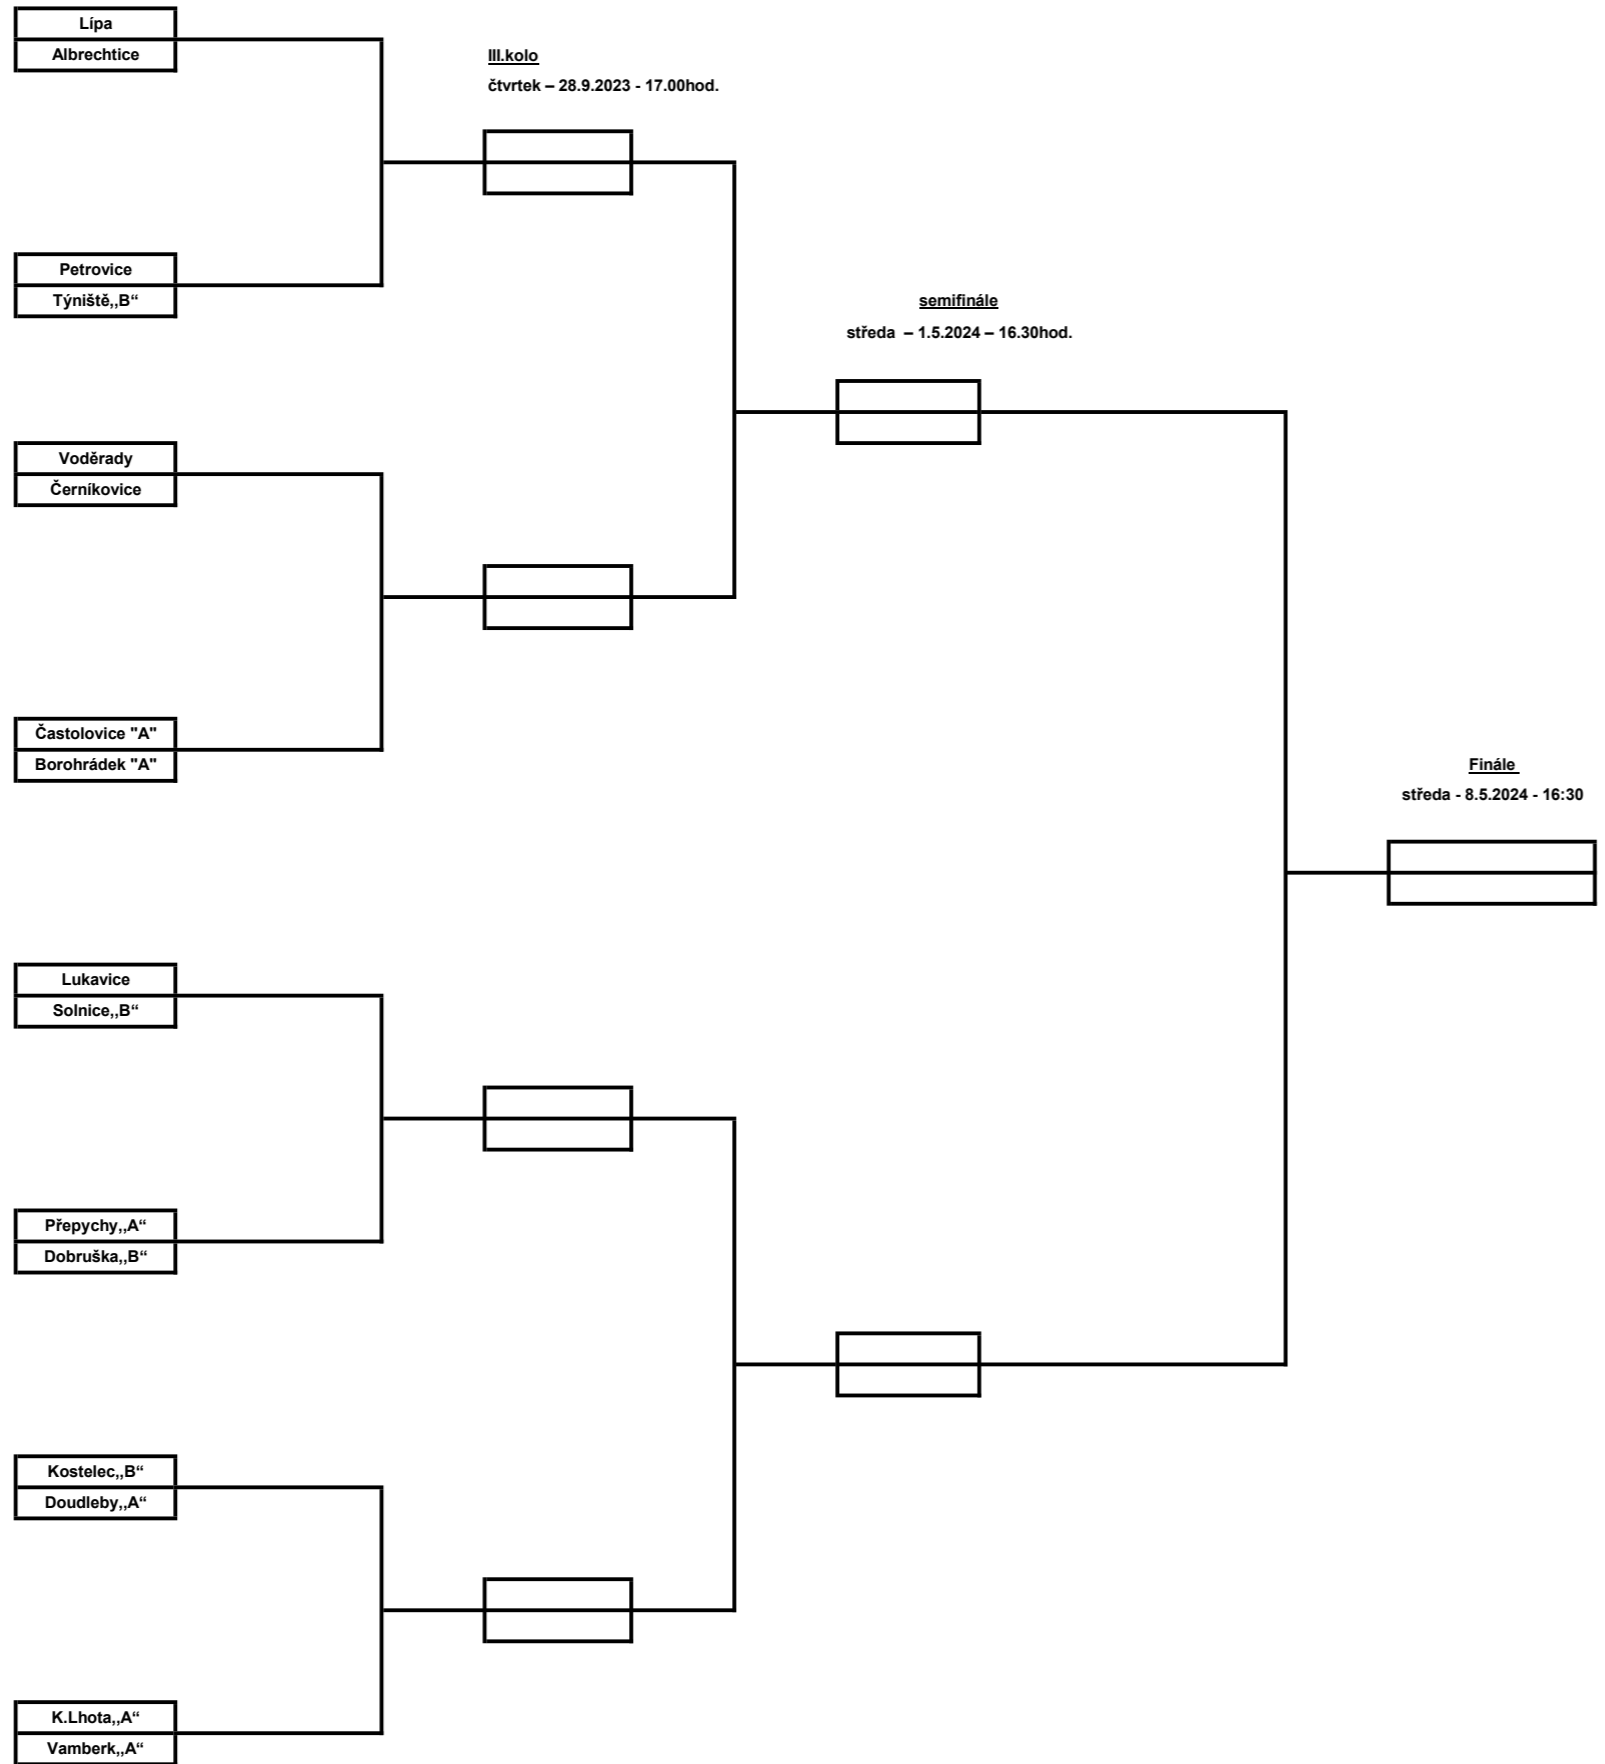 Lípa
Albrechtice
III.kolo
čtvrtek – 28.9.2023 - 17.00hod.
Petrovice
Týniště,,B“
semifinále
středa – 1.5.2024 – 16.30hod.
Voděrady
Černíkovice
Častolovice "A"
Borohrádek "A"
Finále
středa - 8.5.2024 - 16:30
Lukavice
Solnice,,B“
Přepychy,,A“
Dobruška,,B“
Kostelec,,B“
Doudleby,,A“
K.Lhota,,A“
Vamberk,,A“